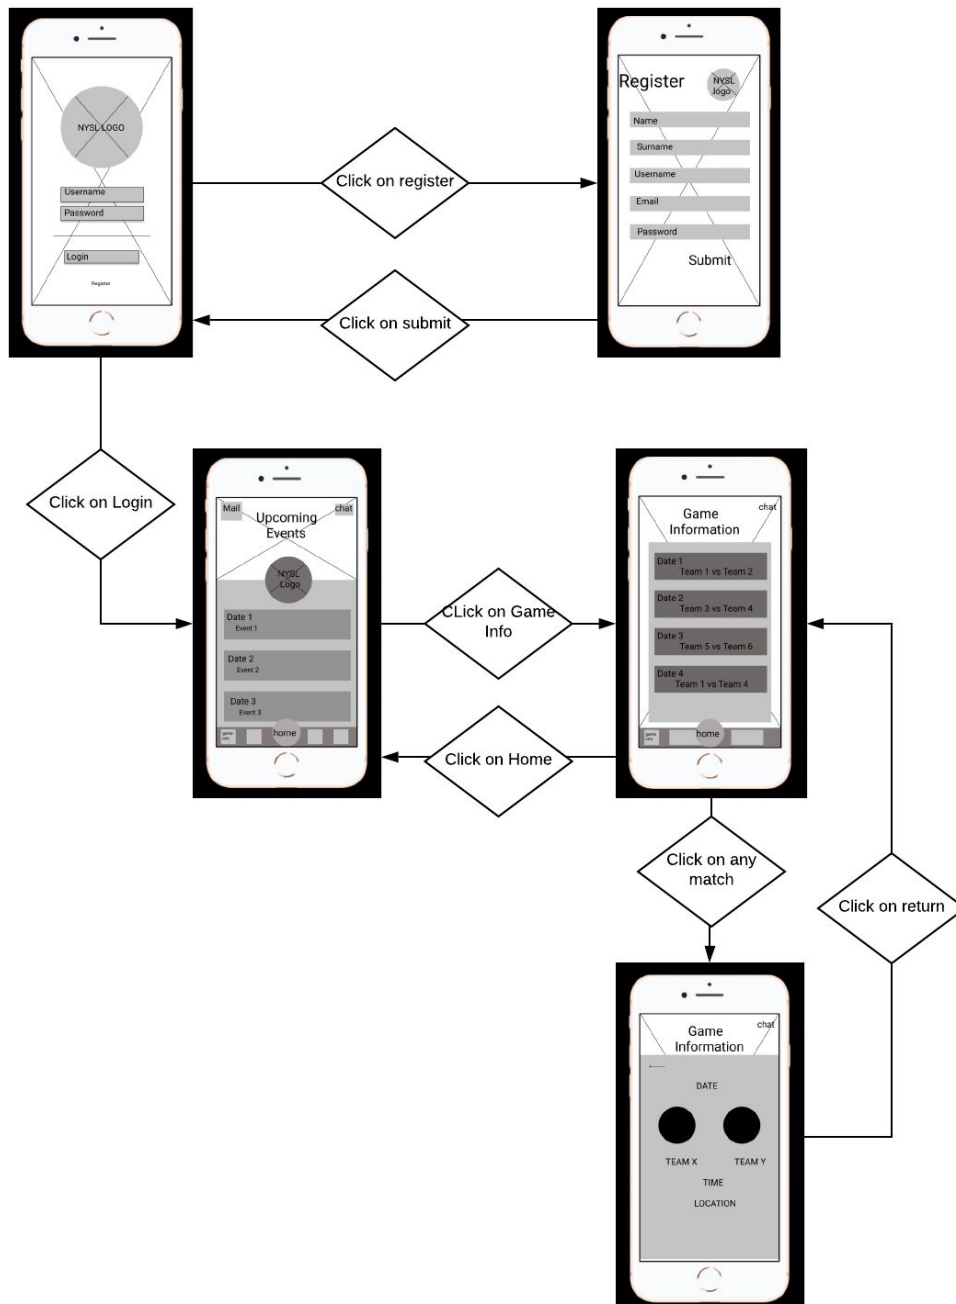 NYSL LOGO
Username
Password
Login
Register
Click on register
Register
NYSL
logo
Name
Surname
Username
Email
Password
Submit
Click on submit
Click on Login
Mail
chat
Upcoming
Events
NYSL
Logo
Date 1
Event 1
Date 2
Event 2
Date 3
Event 3
game
info
home
CLick on Game
Info
Click on Home
Game
Information
chat
Date 1
Team 1 vs Team 2
Date 2
Team 3 vs Team 4
Date 3
Team 5 vs Team 6
Date 4
Team 1 vs Team 4
game
info
home
Click on any
match
Click on return
Game
Information
chat
DATE
TEAM X
TEAM Y
TIME
LOCATION